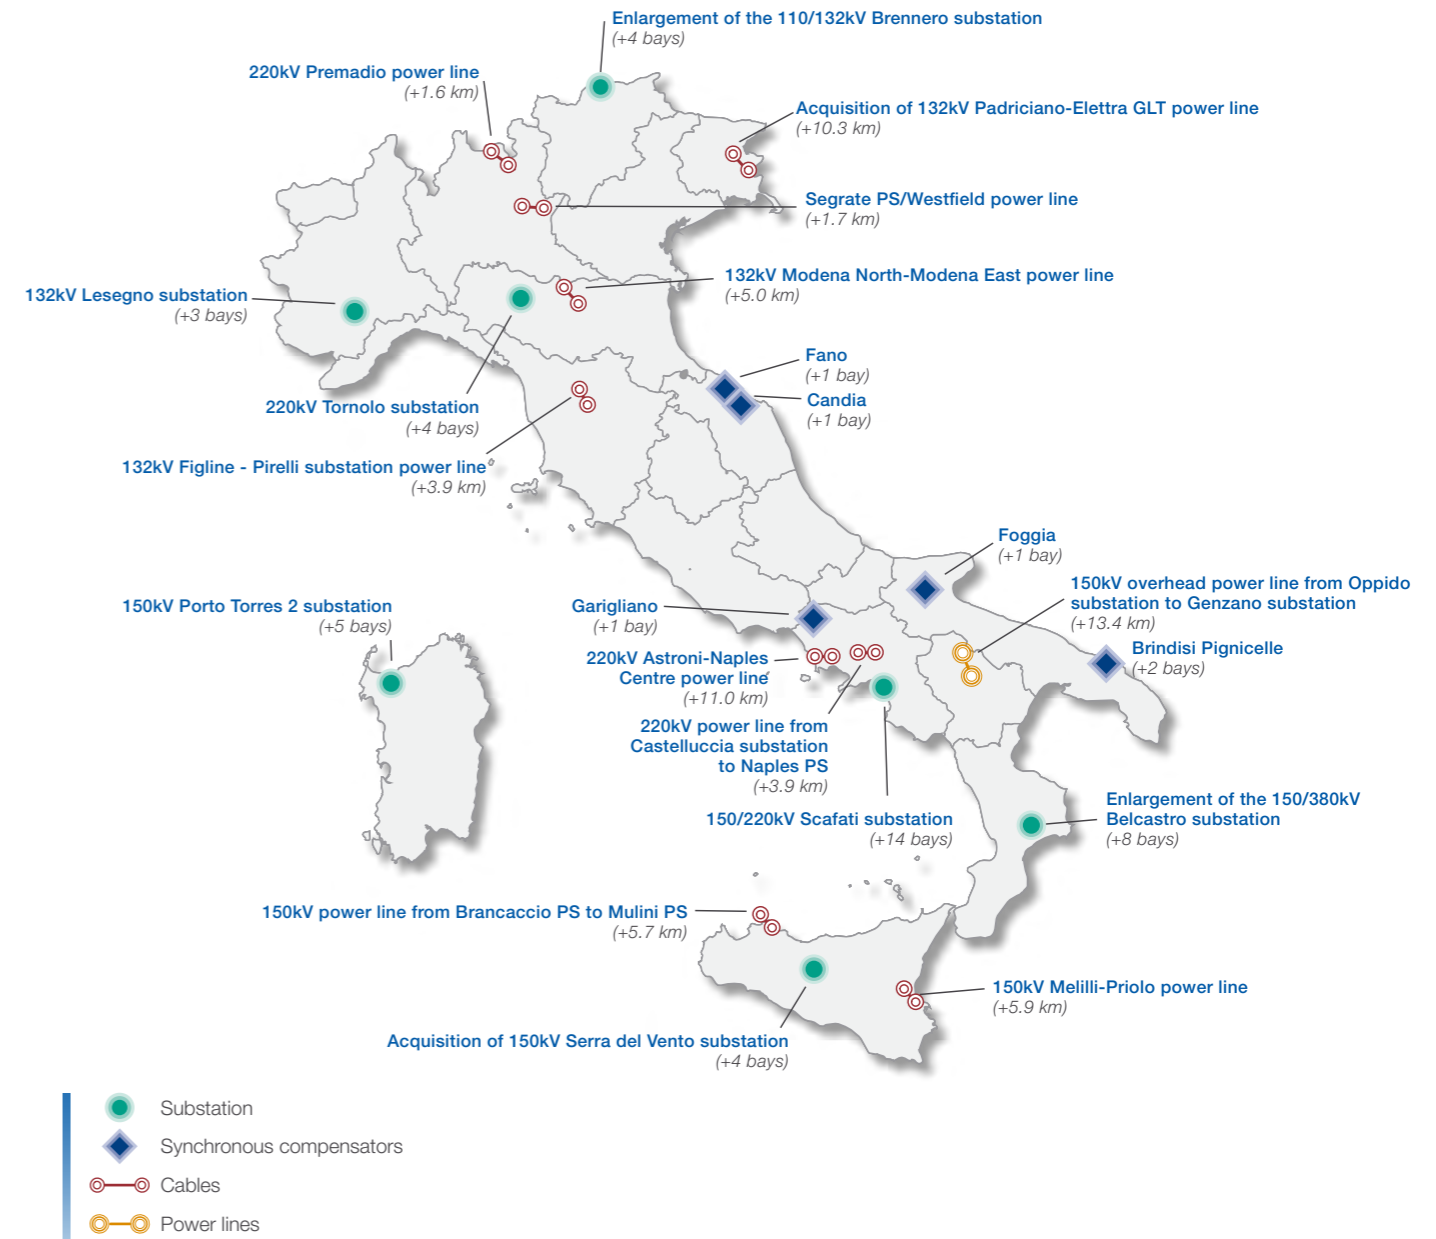 Enlargement of the 110/132kV Brennero substation
(+4 bays)
220kV Premadio power line
(+1.6 km)
Acquisition of 132kV Padriciano-Elettra GLT power line
(+10.3 km)
Segrate PS/Westfield power line
(+1.7 km)
132kV Modena North-Modena East power line
(+5.0 km)
132kV Lesegno substation
(+3 bays)
Fano
(+1 bay)
Candia
(+1 bay)
220kV Tornolo substation
(+4 bays)
132kV Figline - Pirelli substation power line
(+3.9 km)
Foggia
(+1 bay)
150kV overhead power line from Oppido
substation to Genzano substation
(+13.4 km)
150kV Porto Torres 2 substation
(+5 bays)
Garigliano
(+1 bay)
Brindisi Pignicelle
(+2 bays)
220kV Astroni-Naples
Centre power line
(+11.0 km)
220kV power line from
Castelluccia substation
to Naples PS
(+3.9 km)
150/220kV Scafati substation
(+14 bays)
Enlargement of the 150/380kV
Belcastro substation
(+8 bays)
150kV power line from Brancaccio PS to Mulini PS
(+5.7 km)
150kV Melilli-Priolo power line
(+5.9 km)
Acquisition of 150kV Serra del Vento substation
(+4 bays)
Substation
Synchronous compensators
Cables
Power lines